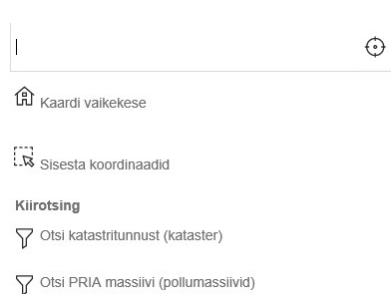 Kaardi vaikekese
Sisesta koordinaadid
Kiirotsing
Otsi katastritunnust (kataster)
Otsi PRIA massiivi (pollumassiivid)